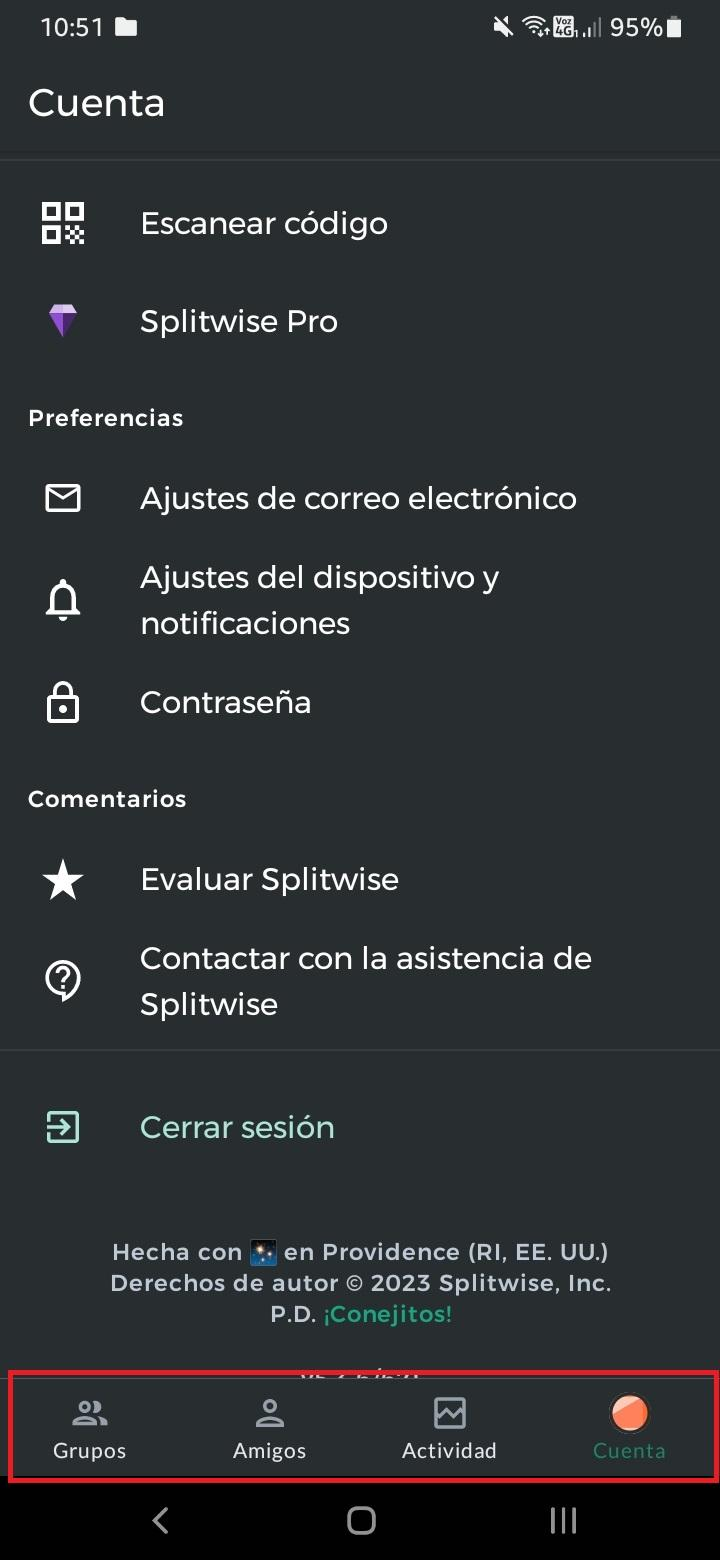 10:51
Voz 4G 95%
Cuenta
Escanear código
Splitwise Pro
Preferencias
Ajustes de correo electrónico
Ajustes del dispositivo y
notificaciones
Contraseña
Comentarios
Evaluar Splitwise
Contactar con la asistencia de
Splitwise
Cerrar sesión
Hecha con en Providence (RI, EE. UU.)
Derechos de autor © 2023 Splitwise, Inc.
P.D. ¡Conejitos!
Grupos Amigos Actividad Cuenta